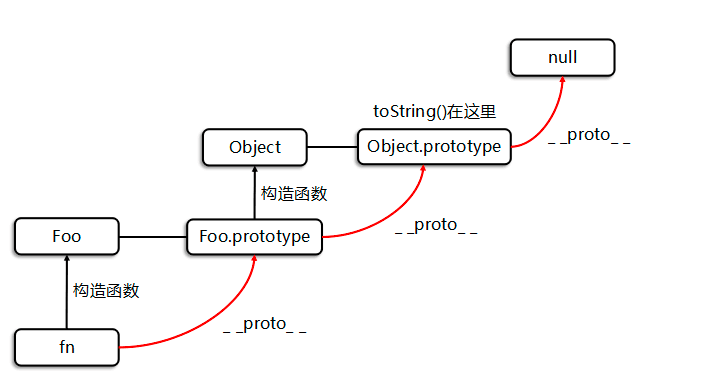 null
toString()在这里
Object
Object.prototype
_ _proto_ _
构造函数
_ _proto_ _
Foo
Foo.prototype
构造函数
_ _proto_ _
fn